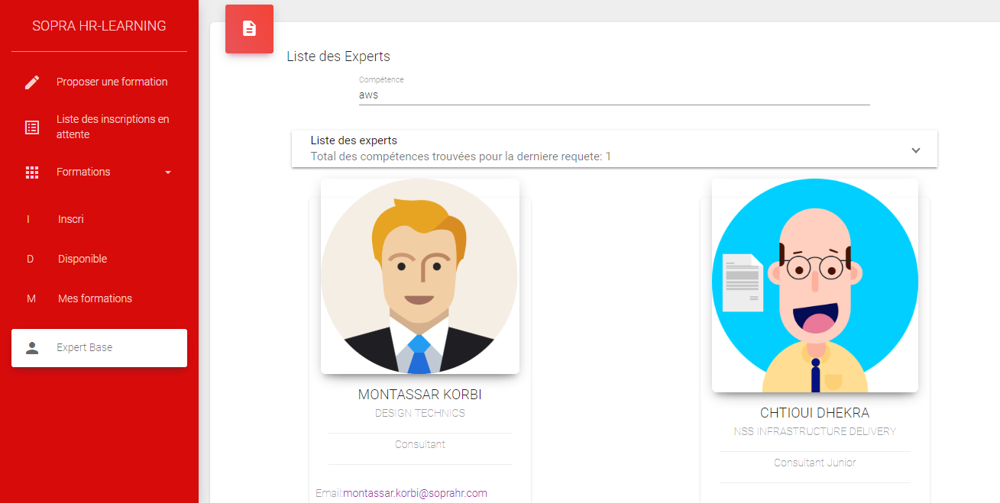 SOPRA HR-LEARNING
Proposer une formation
Liste des inscriptions en
attente
Formations
I Inscri
D Disponible
M Mes formations
Expert Base
Liste des Experts
Compétence
aws
Liste des experts
Total des compétences trouvées pour la derniere requete: 1
MONTASSAR KORBI
DESIGN TECHNICS
Consultant
Email:montassar.korbi@soprahr.com
CHTIOUI DHEKRA
NSS INFRASTRUCTURE DELIVERY
Consultant Junior